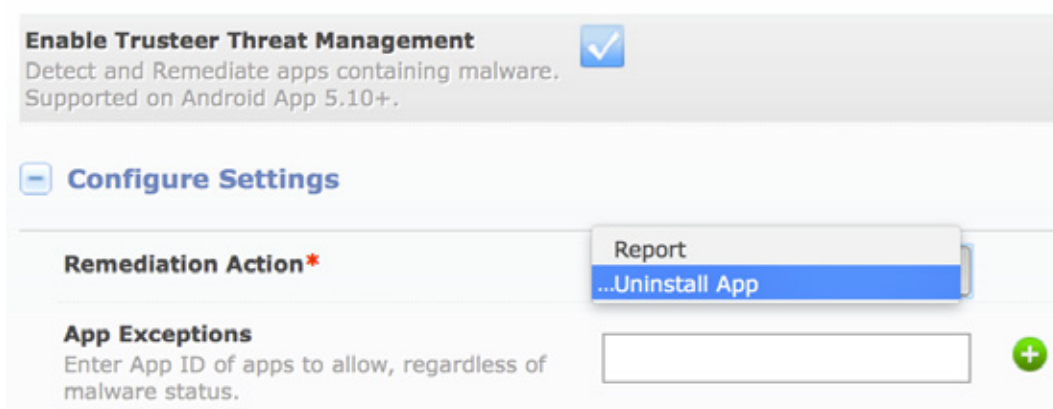 Enable Trusteer Threat Management
Detect and Remediate apps containing malware.
Supported on Android App 5.10+.
Configure Settings
Remediation Action*
Report
...Uninstall App
App Exceptions
Enter App ID of apps to allow, regardless of
malware status.